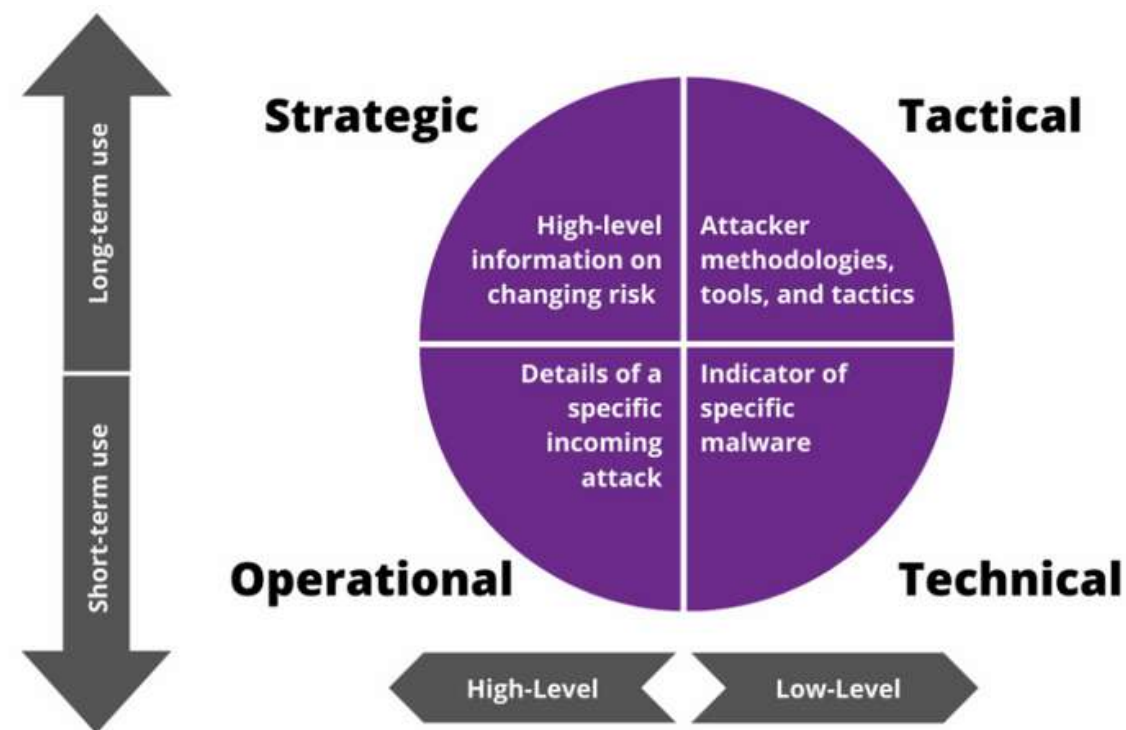 Strategic
Tactical
Long-term use
High-level
information on
changing risk
Attacker
methodologies,
tools, and tactics
Details of a
specific
incoming
attack
Indicator of
specific
malware
Short-term use
Operational
Technical
High-Level
Low-Level